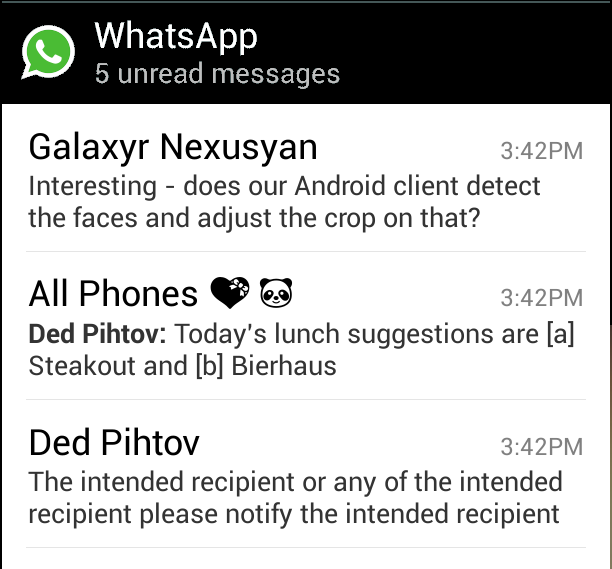 WhatsApp
5 unread messages
Galaxyr Nexusyan 3:42PM
Interesting - does our Android client detect
the faces and adjust the crop on that?
All Phones 💝 🐼 3:42PM
Ded Pihtov: Today's lunch suggestions are [a]
Steakout and [b] Bierhaus
Ded Pihtov 3:42PM
The intended recipient or any of the intended
recipient please notify the intended recipient